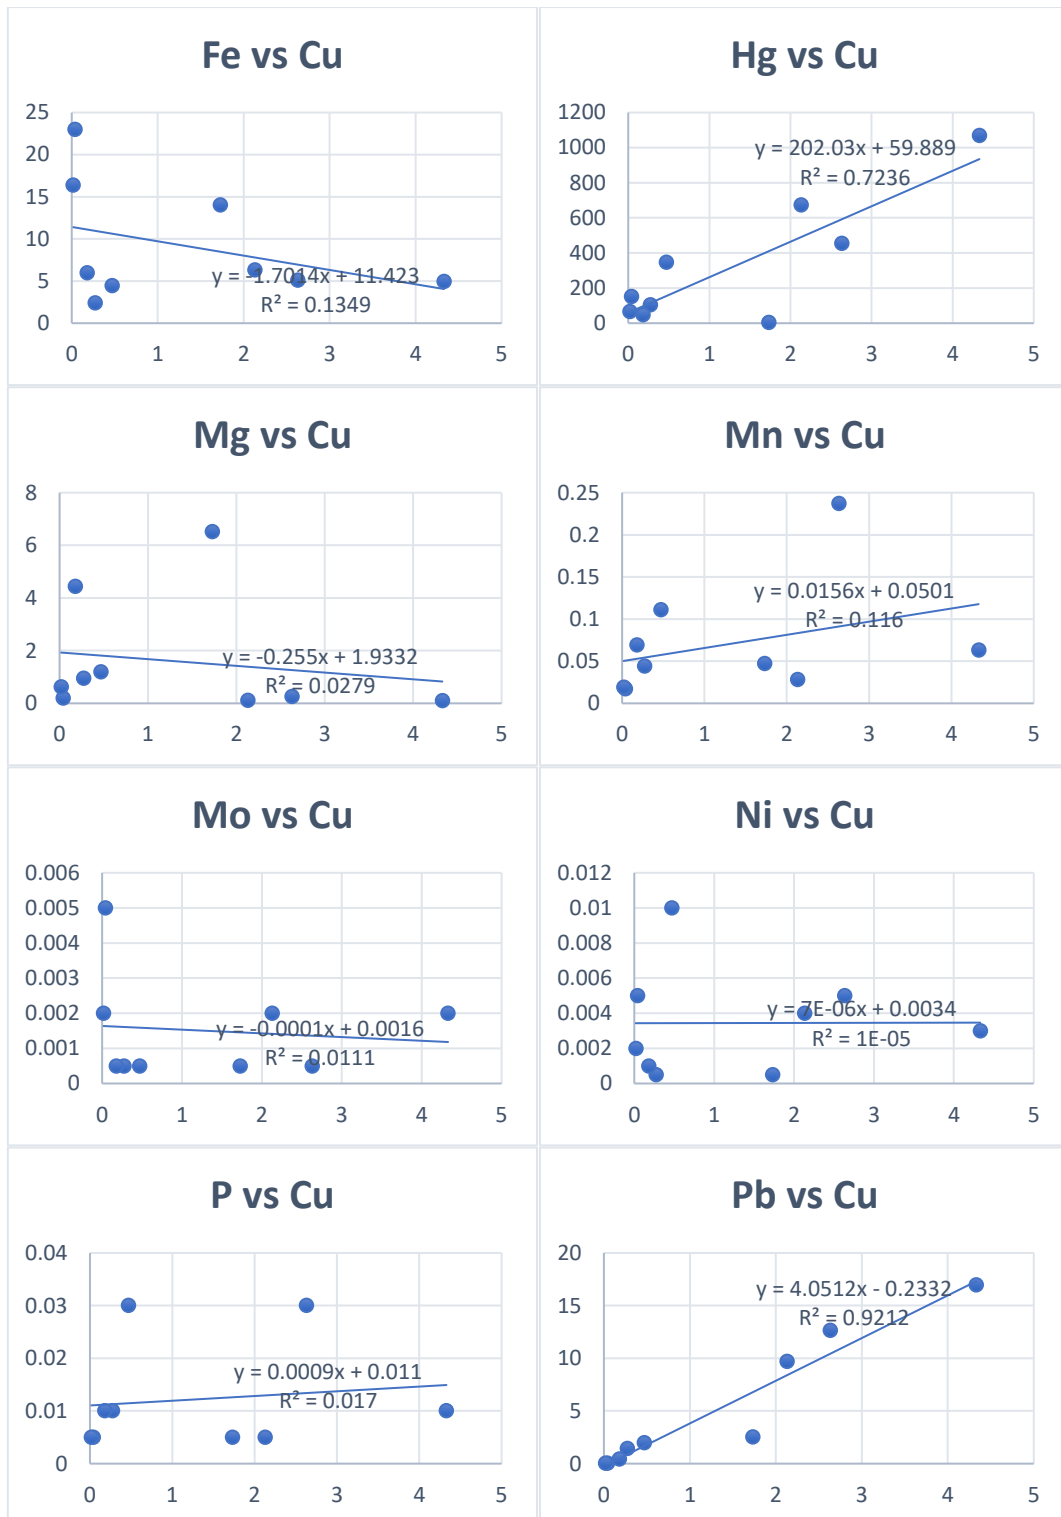 Fe vs Cu
25
20
15
10
5
0
0 1 2 3 4 5
y = -1.7014x + 11.423
R² = 0.1349
Hg vs Cu
1200
1000
800
600
400
200
0
0 1 2 3 4 5
y = 202.03x + 59.889
R² = 0.7236
Mg vs Cu
8
6
4
2
0
0 1 2 3 4 5
y = -0.255x + 1.9332
R² = 0.0279
Mn vs Cu
0.25
0.2
0.15
0.1
0.05
0
0 1 2 3 4 5
y = 0.0156x + 0.0501
R² = 0.116
Mo vs Cu
0.006
0.005
0.004
0.003
0.002
0.001
0
0 1 2 3 4 5
y = -0.0001x + 0.0016
R² = 0.0111
Ni vs Cu
0.012
0.01
0.008
0.006
0.004
0.002
0
0 1 2 3 4 5
y = 7E-06x + 0.0034
R² = 1E-05
P vs Cu
0.04
0.03
0.02
0.01
0
0 1 2 3 4 5
y = 0.0009x + 0.011
R² = 0.017
Pb vs Cu
20
15
10
5
0
0 1 2 3 4 5
y = 4.0512x - 0.2332
R² = 0.9212